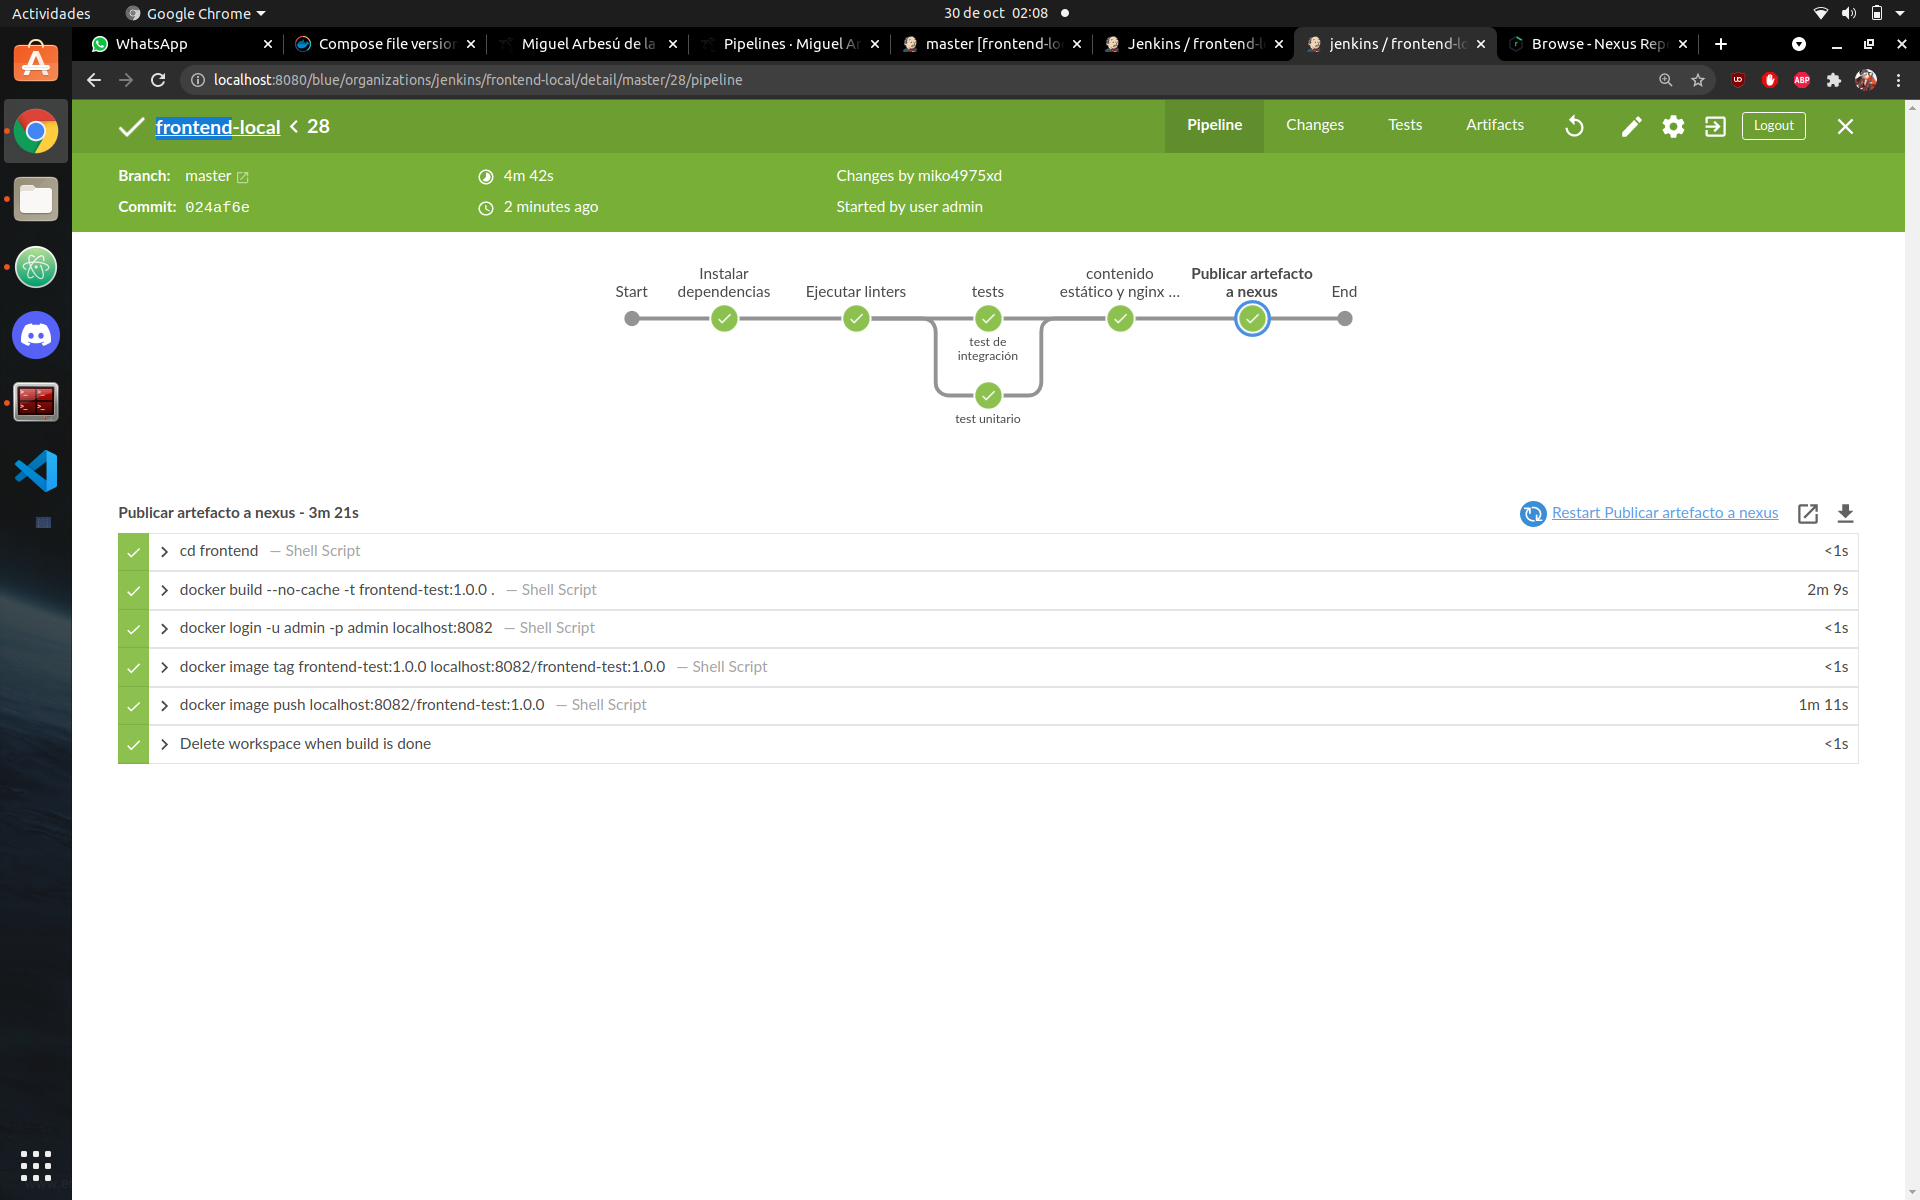 Actividades
Google Chrome
30 de oct 02:08
WhatsApp
Compose file version
Miguel Arbesú de la
Pipelines · Miguel Ar
master [frontend-lo
Jenkins / frontend-l
jenkins / frontend-lo
Browse - Nexus Rep
localhost:8080/blue/organizations/jenkins/frontend-local/detail/master/28/pipeline
UD
ABP
frontend-local < 28
Pipeline
Changes
Tests
Artifacts
Logout
Branch: master
4m 42s
Changes by miko4975xd
Commit: 024af6e
2 minutes ago
Started by user admin
Start
Instalar
dependencias
Ejecutar linters
tests
contenido
estático y nginx ...
Publicar artefacto
a nexus
End
test de
integración
test unitario
Publicar artefacto a nexus - 3m 21s
Restart Publicar artefacto a nexus
cd frontend — Shell Script <1s
docker build --no-cache -t frontend-test:1.0.0 . — Shell Script 2m 9s
docker login -u admin -p admin localhost:8082 — Shell Script <1s
docker image tag frontend-test:1.0.0 localhost:8082/frontend-test:1.0.0 — Shell Script <1s
docker image push localhost:8082/frontend-test:1.0.0 — Shell Script 1m 11s
Delete workspace when build is done <1s